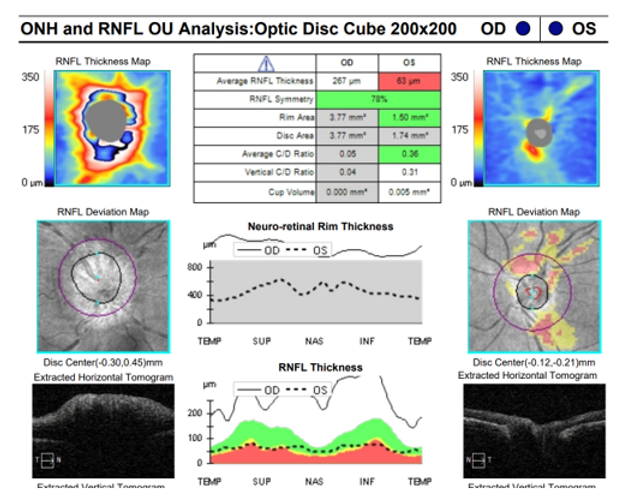 ONH and RNFL OU Analysis:Optic Disc Cube 200x200 OD OS
RNFL Thickness Map
350
175
0 µm
OD OS
Average RNFL Thickness 267 µm 63 µm
RNFL Symmetry 78%
Rim Area 3.77 mm² 1.50 mm²
Disc Area 3.77 mm² 1.74 mm²
Average C/D Ratio 0.05 0.36
Vertical C/D Ratio 0.04 0.31
Cup Volume 0.000 mm³ 0.005 mm³
RNFL Thickness Map
350
175
0 µm
RNFL Deviation Map
Disc Center(-0.30,0.45)mm
Extracted Horizontal Tomogram
T N
Extracted Vertical Tomogram
Neuro-retinal Rim Thickness
µm OD OS
800
400
0
TEMP SUP NAS INF TEMP
RNFL Thickness
µm OD OS
200
100
0
TEMP SUP NAS INF TEMP
RNFL Deviation Map
Disc Center(-0.12,-0.21)mm
Extracted Horizontal Tomogram
N T
Extracted Vertical Tomogram